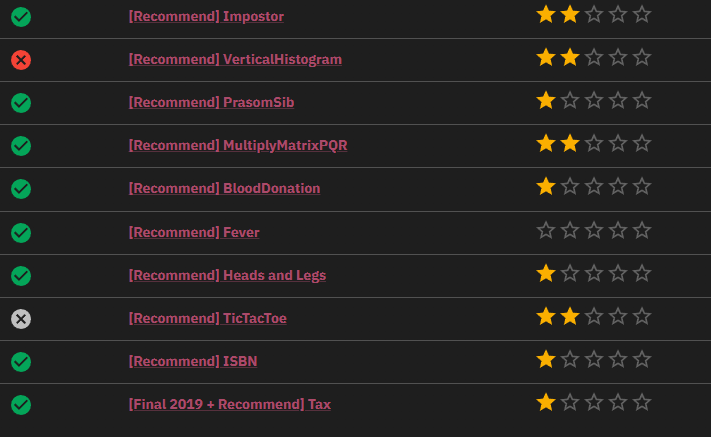 [Recommend] Impostor
[Recommend] VerticalHistogram
[Recommend] PrasomSib
[Recommend] MultiplyMatrixPQR
[Recommend] BloodDonation
[Recommend] Fever
[Recommend] Heads and Legs
[Recommend] TicTacToe
[Recommend] ISBN
[Final 2019 + Recommend] Tax